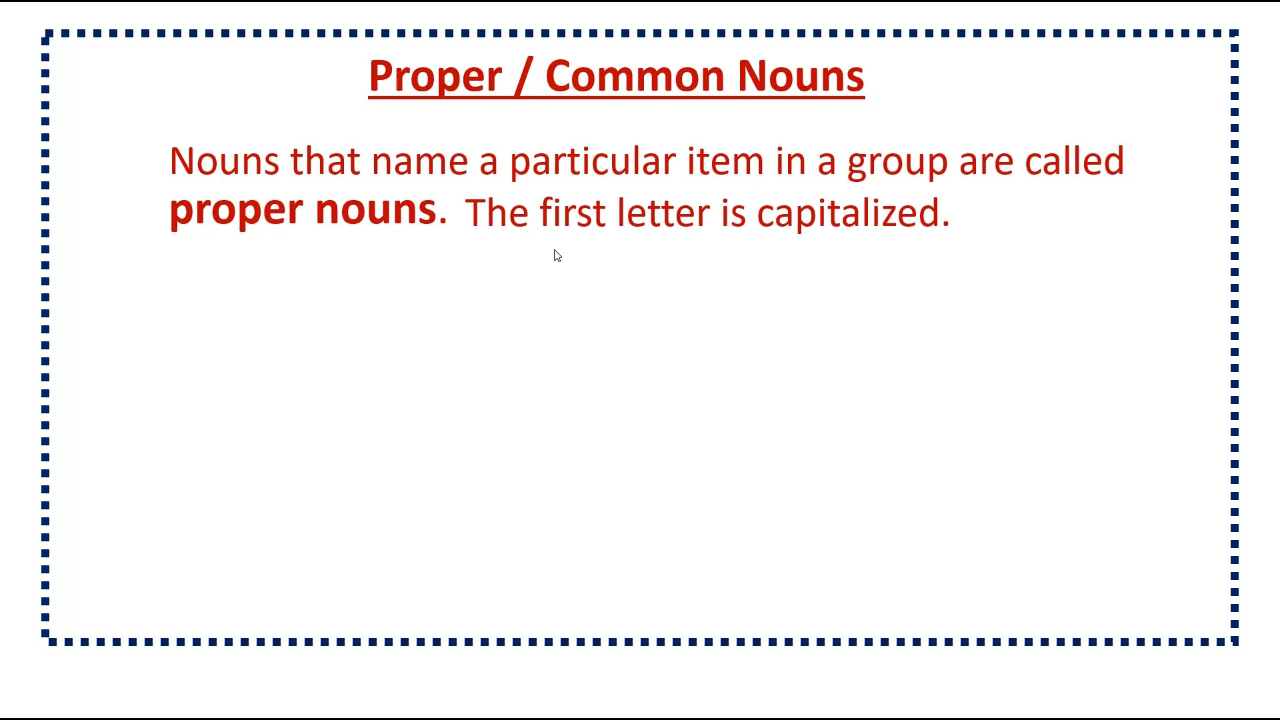 Proper / Common Nouns
Nouns that name a particular item in a group are called
proper nouns. The first letter is capitalized.